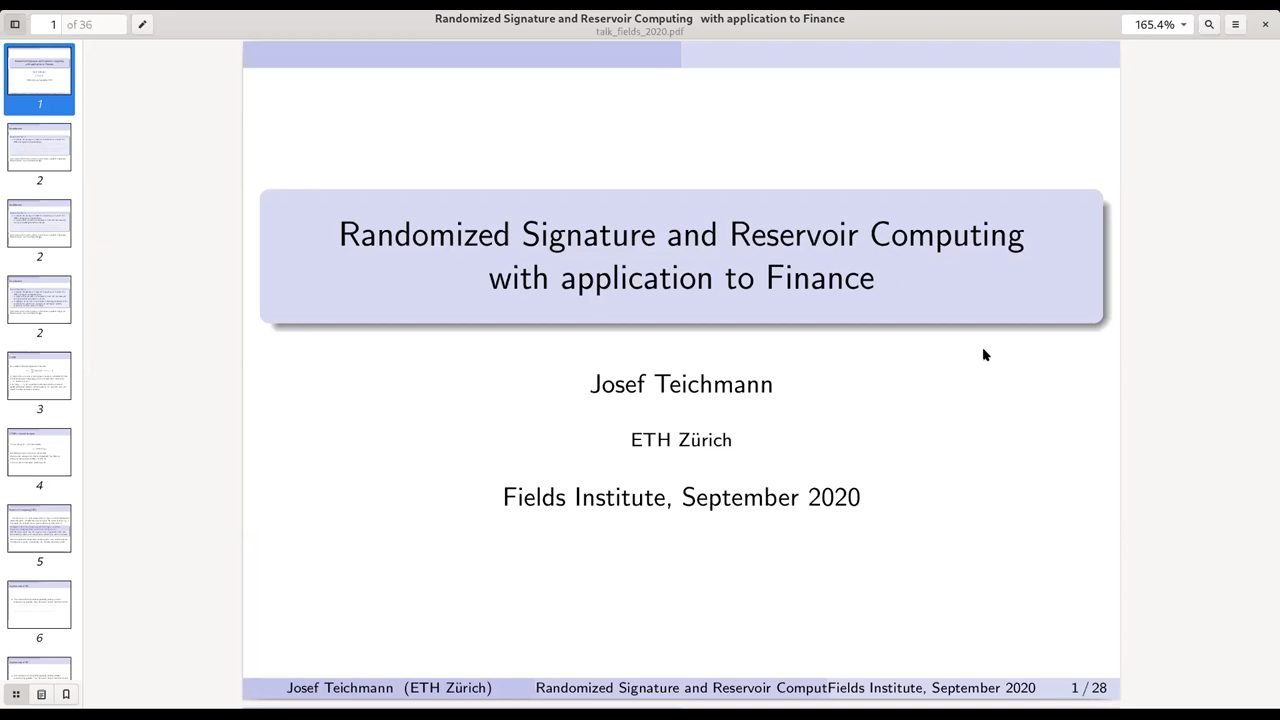 1 of 36
Randomized Signature and Reservoir Computing with application to Finance
talk_fields_2020.pdf
165.4%
1
2
2
2
3
4
5
6
Randomized Signature and Reservoir Computing
with application to Finance
Josef Teichmann
ETH Zürich
Fields Institute, September 2020
Josef Teichmann (ETH Zürich) Randomized Signature and Reservoir ComputFields Institute, September 2020 1 / 28